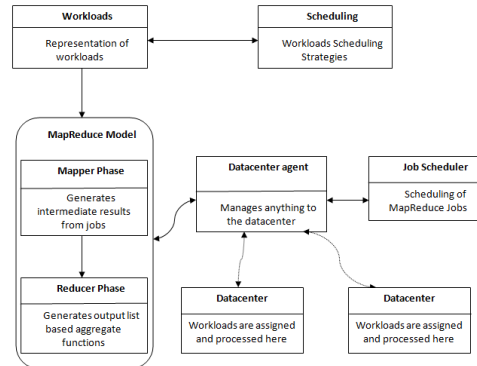 Workloads
Representation of
workloads
Scheduling
Workloads Scheduling
Strategies
MapReduce Model
Mapper Phase
Generates
intermediate results
from jobs
Reducer Phase
Generates output list
based aggregate
functions
Datacenter agent
Manages anything to
the datacenter
Job Scheduler
Scheduling of
MapReduce Jobs
Datacenter
Workloads are assigned
and processed here
Datacenter
Workloads are assigned
and processed here